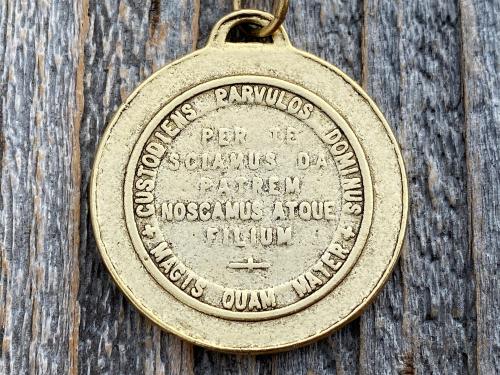 CUSTODIENS PARVULOS DOMINUS
PER TE
SCIAMUS DA
PATREM
NOSCAMUS ATQUE
FILIUM
+ MAGIS QUAM MATER +